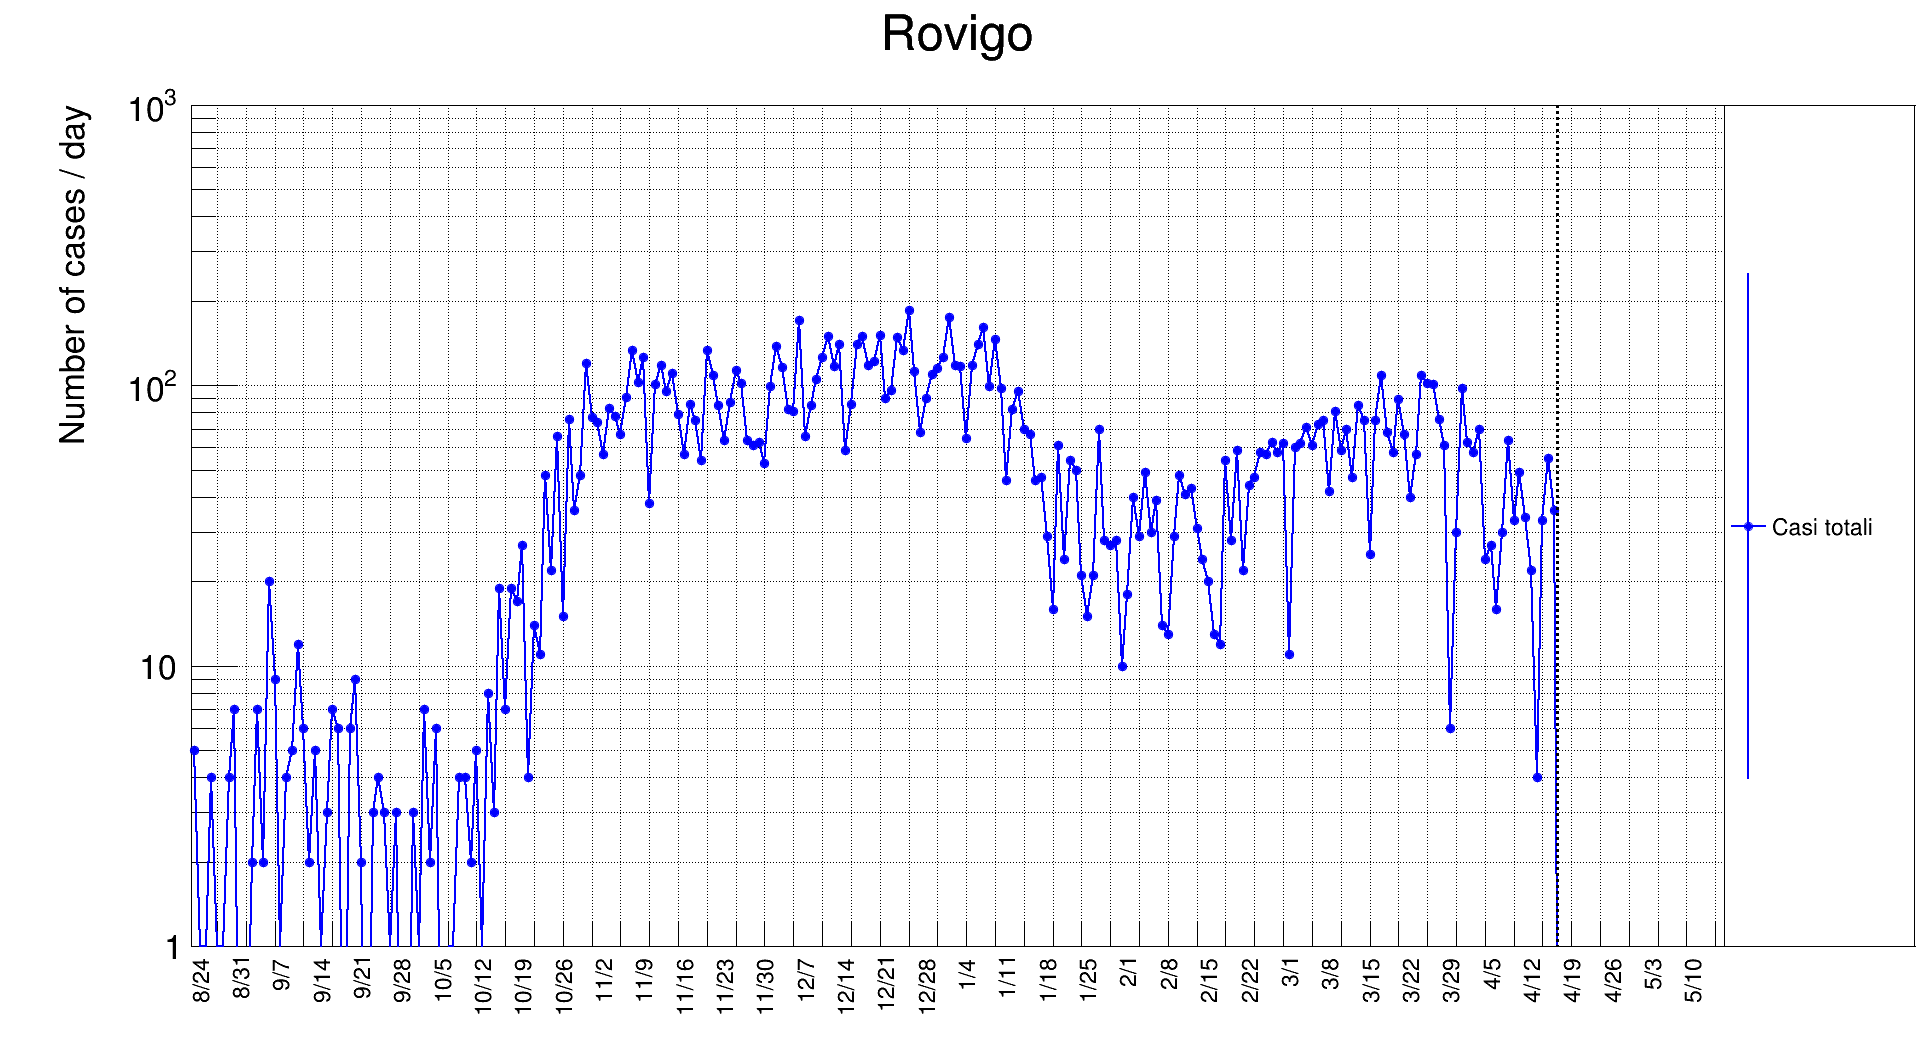 Rovigo
Number of cases / day
10³
10²
10
1
8/24 8/31 9/7 9/14 9/21 9/28 10/5 10/12 10/19 10/26 11/2 11/9 11/16 11/23 11/30 12/7 12/14 12/21 12/28 1/4 1/11 1/18 1/25 2/1 2/8 2/15 2/22 3/1 3/8 3/15 3/22 3/29 4/5 4/12 4/19 4/26 5/3 5/10
Casi totali